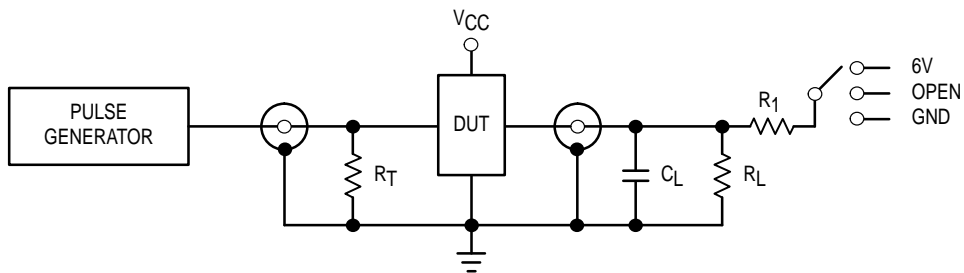 VCC
PULSE
GENERATOR
DUT
RT
CL
RL
R1
6V
OPEN
GND